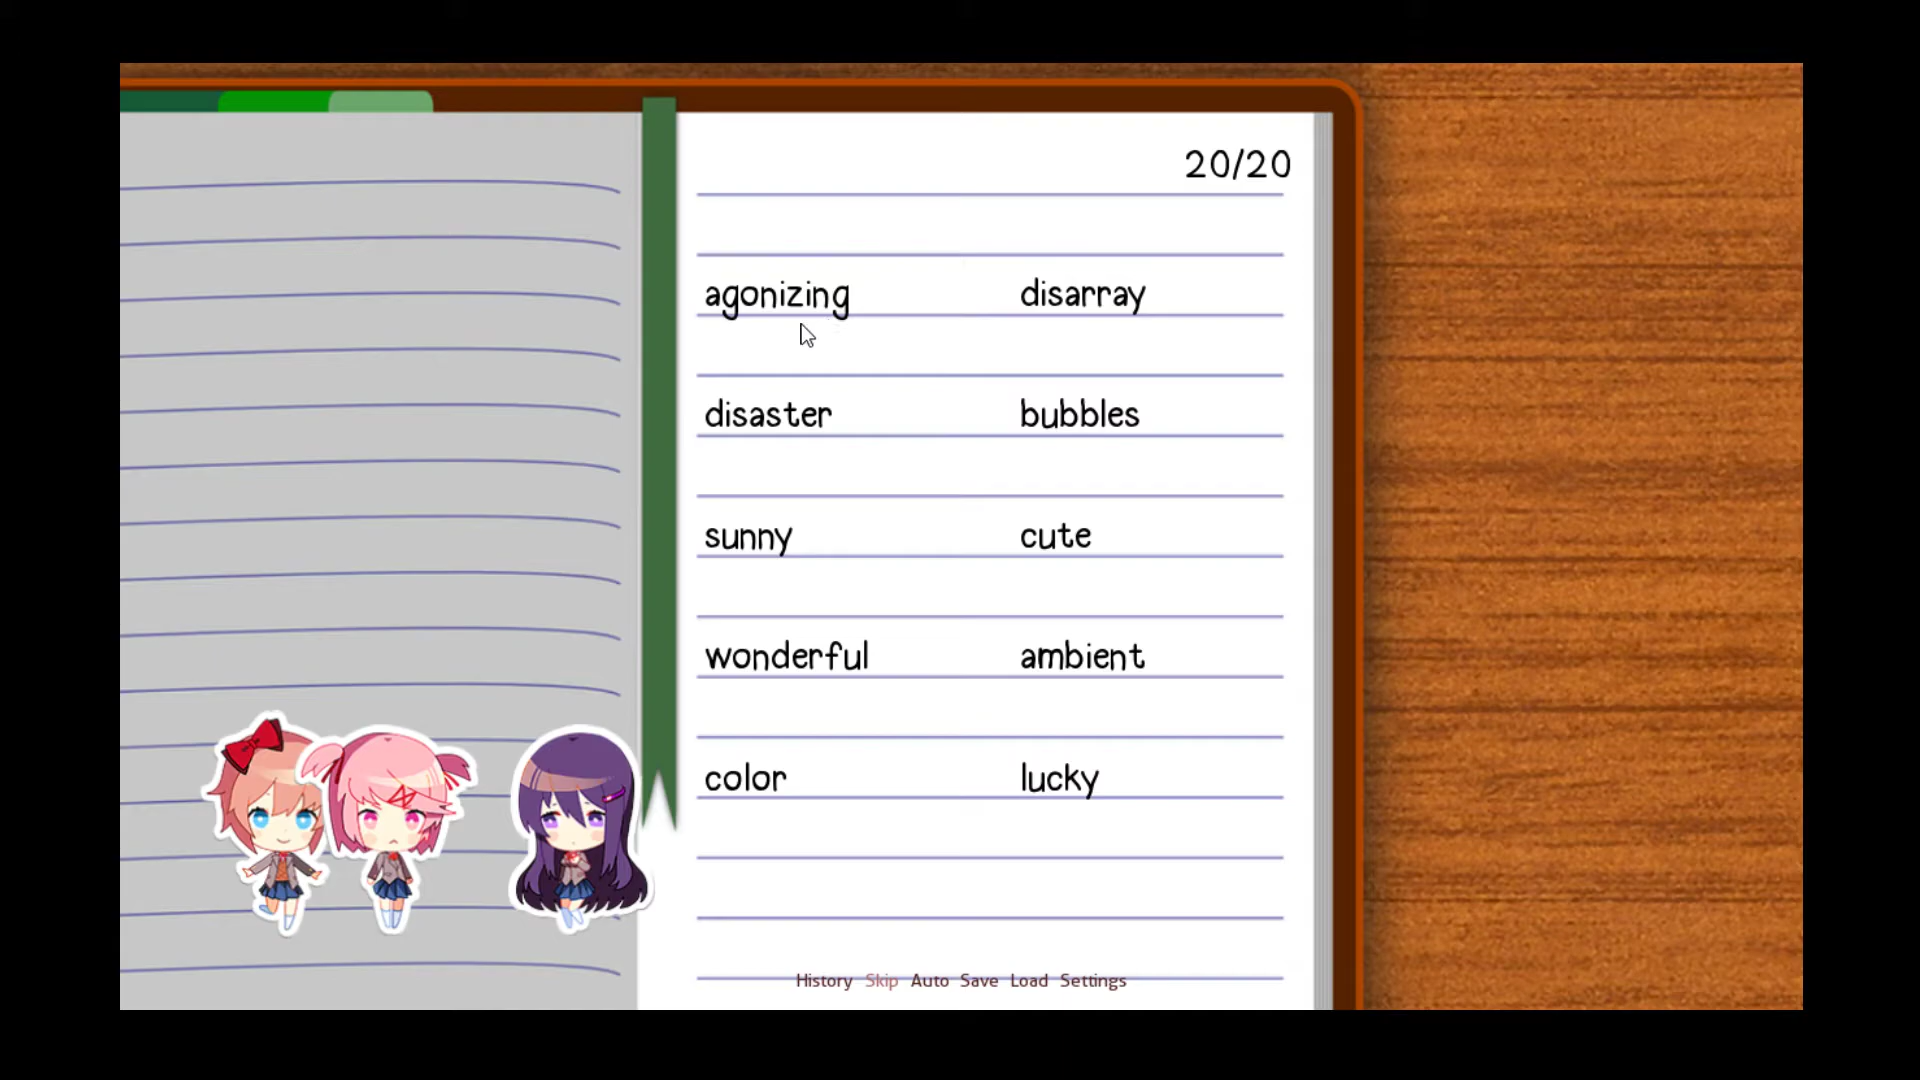 20/20
agonizing disarray
disaster bubbles
sunny cute
wonderful ambient
color lucky
History Skip Auto Save Load Settings